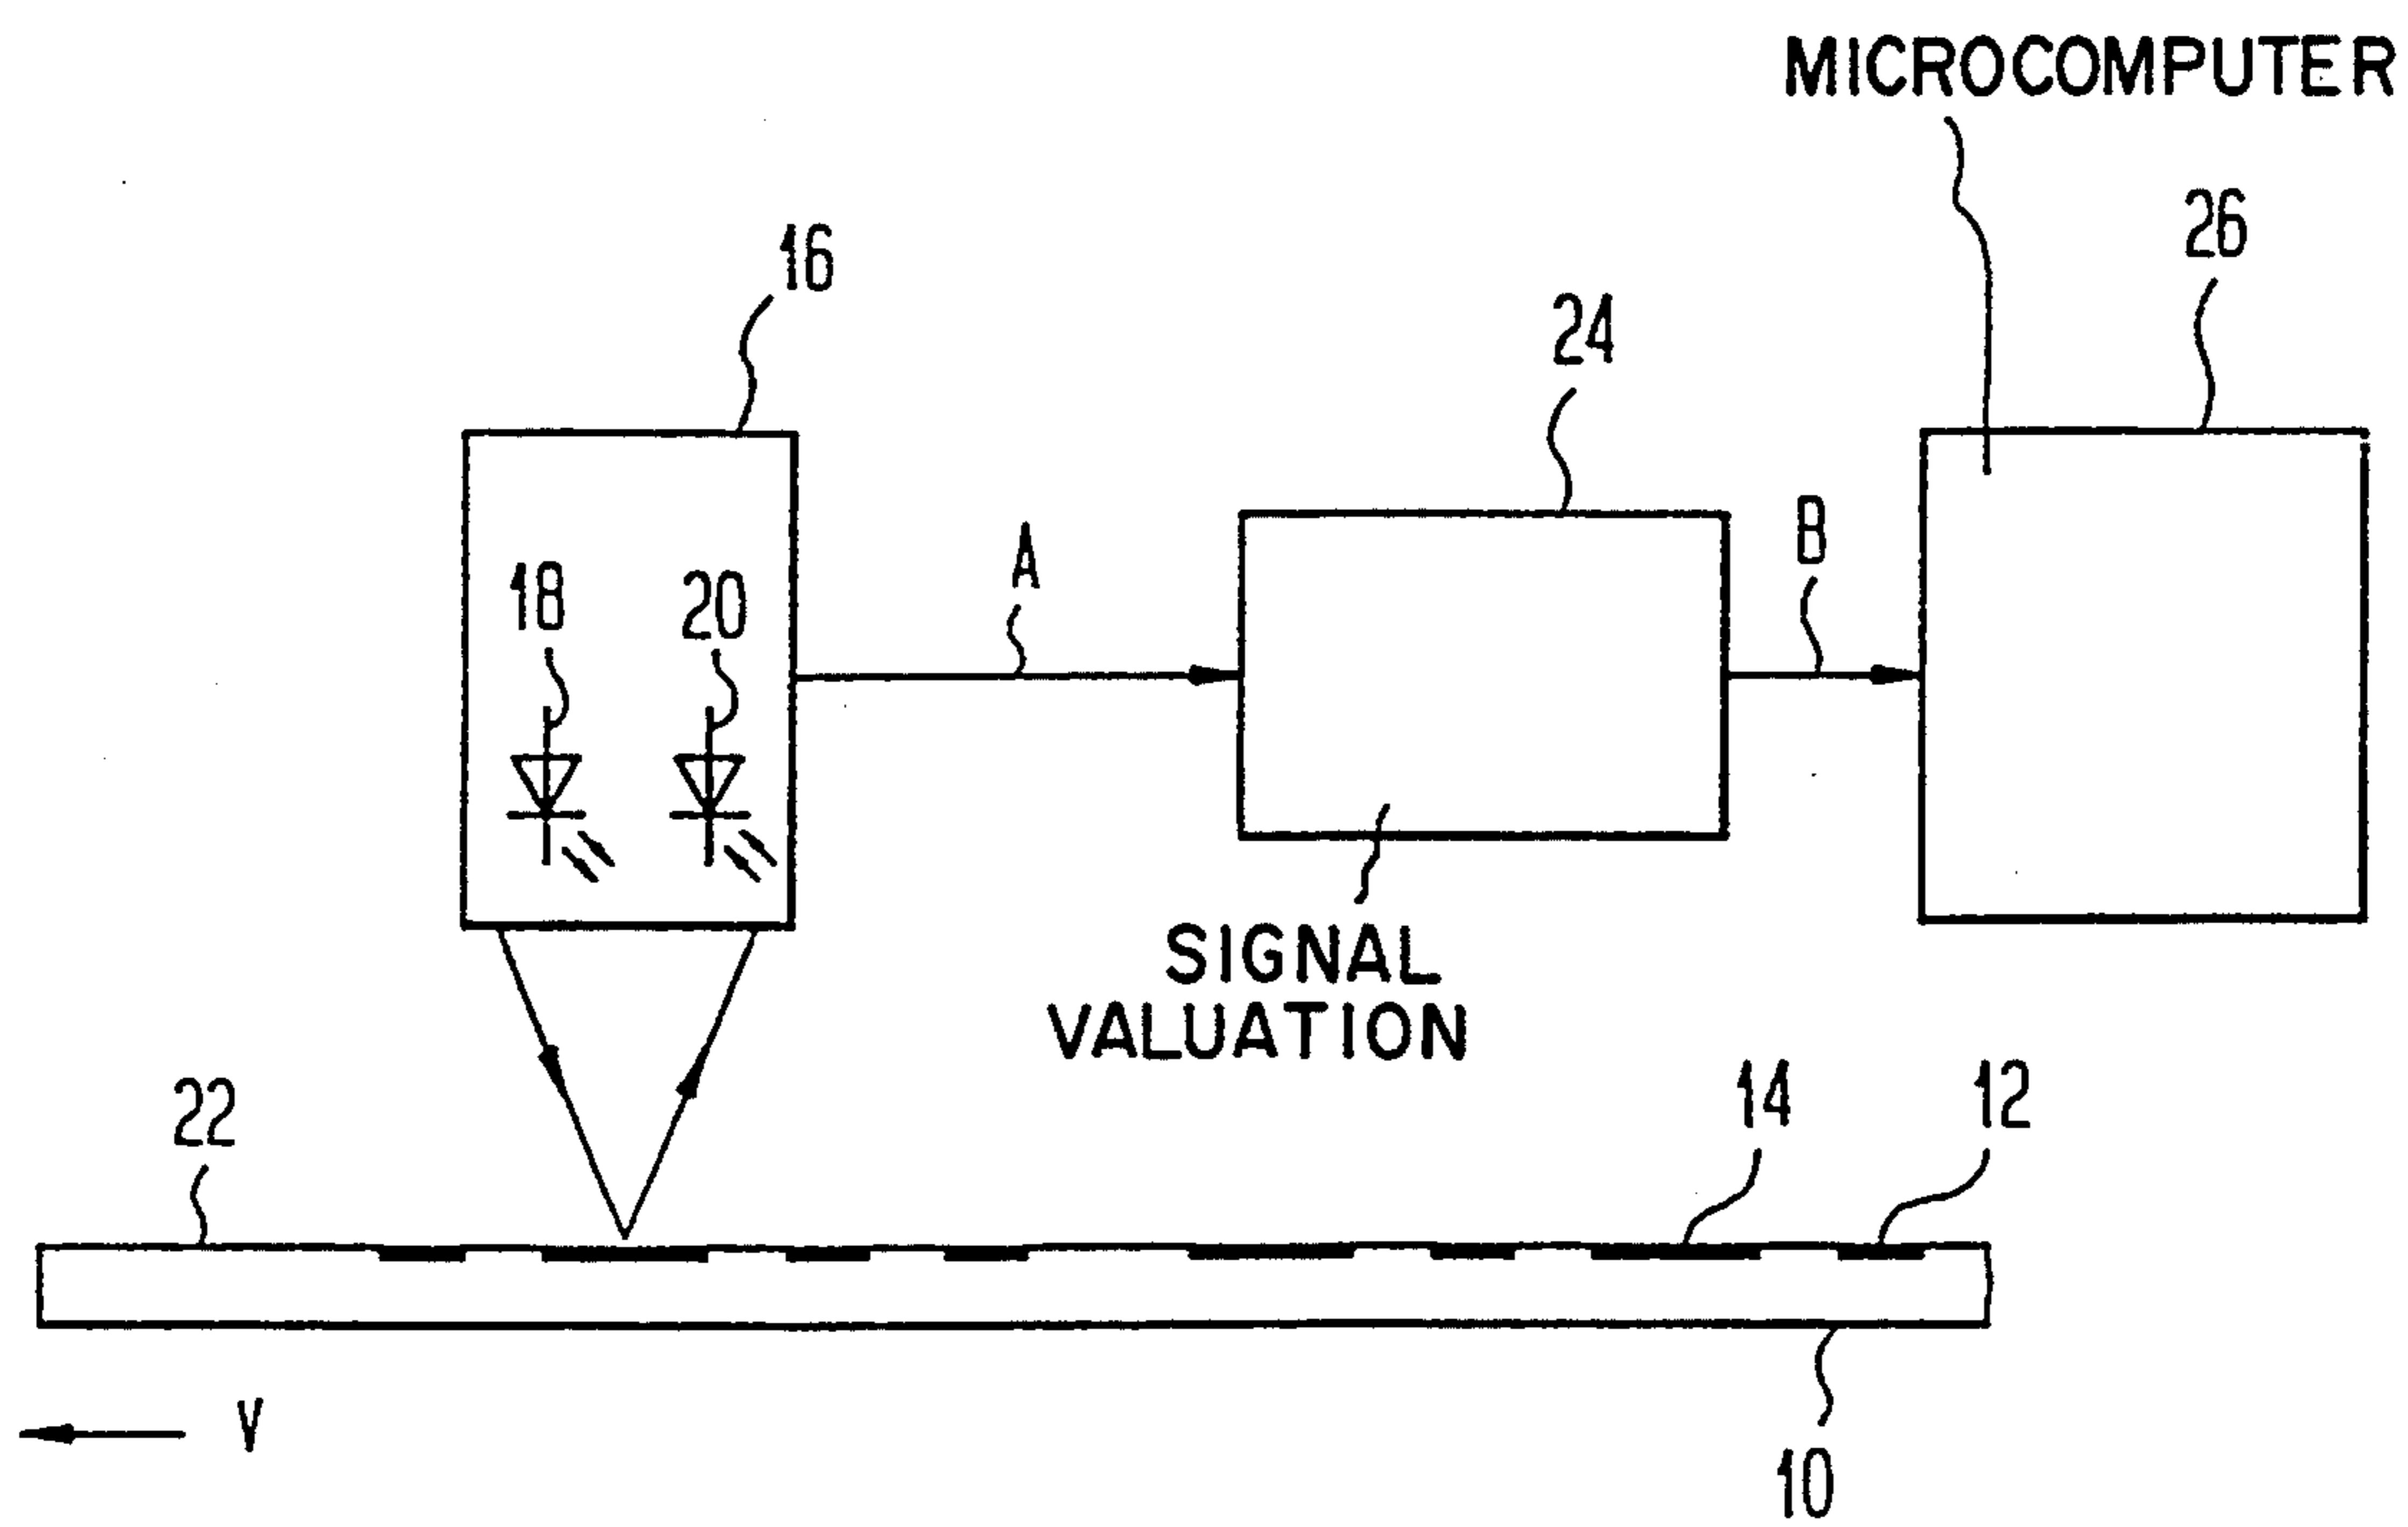 MICROCOMPUTER
26
16
24
B
A
18
20
SIGNAL
VALUATION
22
14
12
V
10